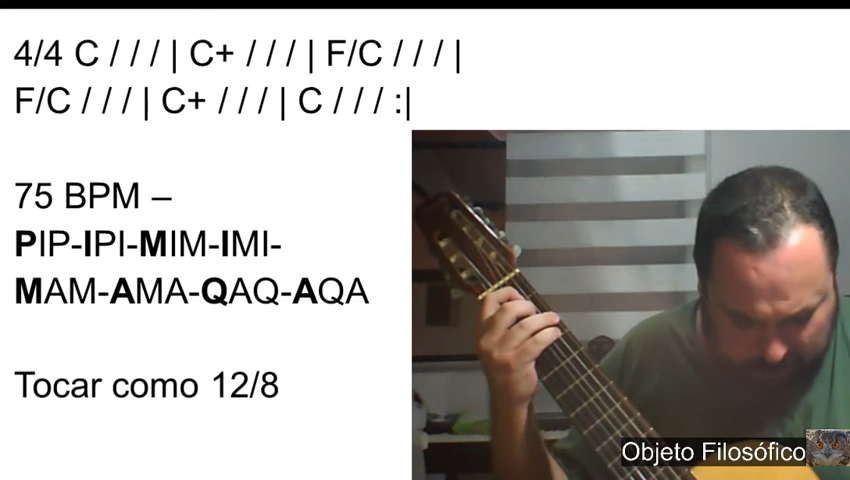 4/4 C / / / | C+ / / / | F/C / / / |
F/C / / / | C+ / / / | C / / / :|
75 BPM –
PIP-IPI-MIM-IMI-
MAM-AMA-QAQ-AQA
Tocar como 12/8
Objeto Filosófico